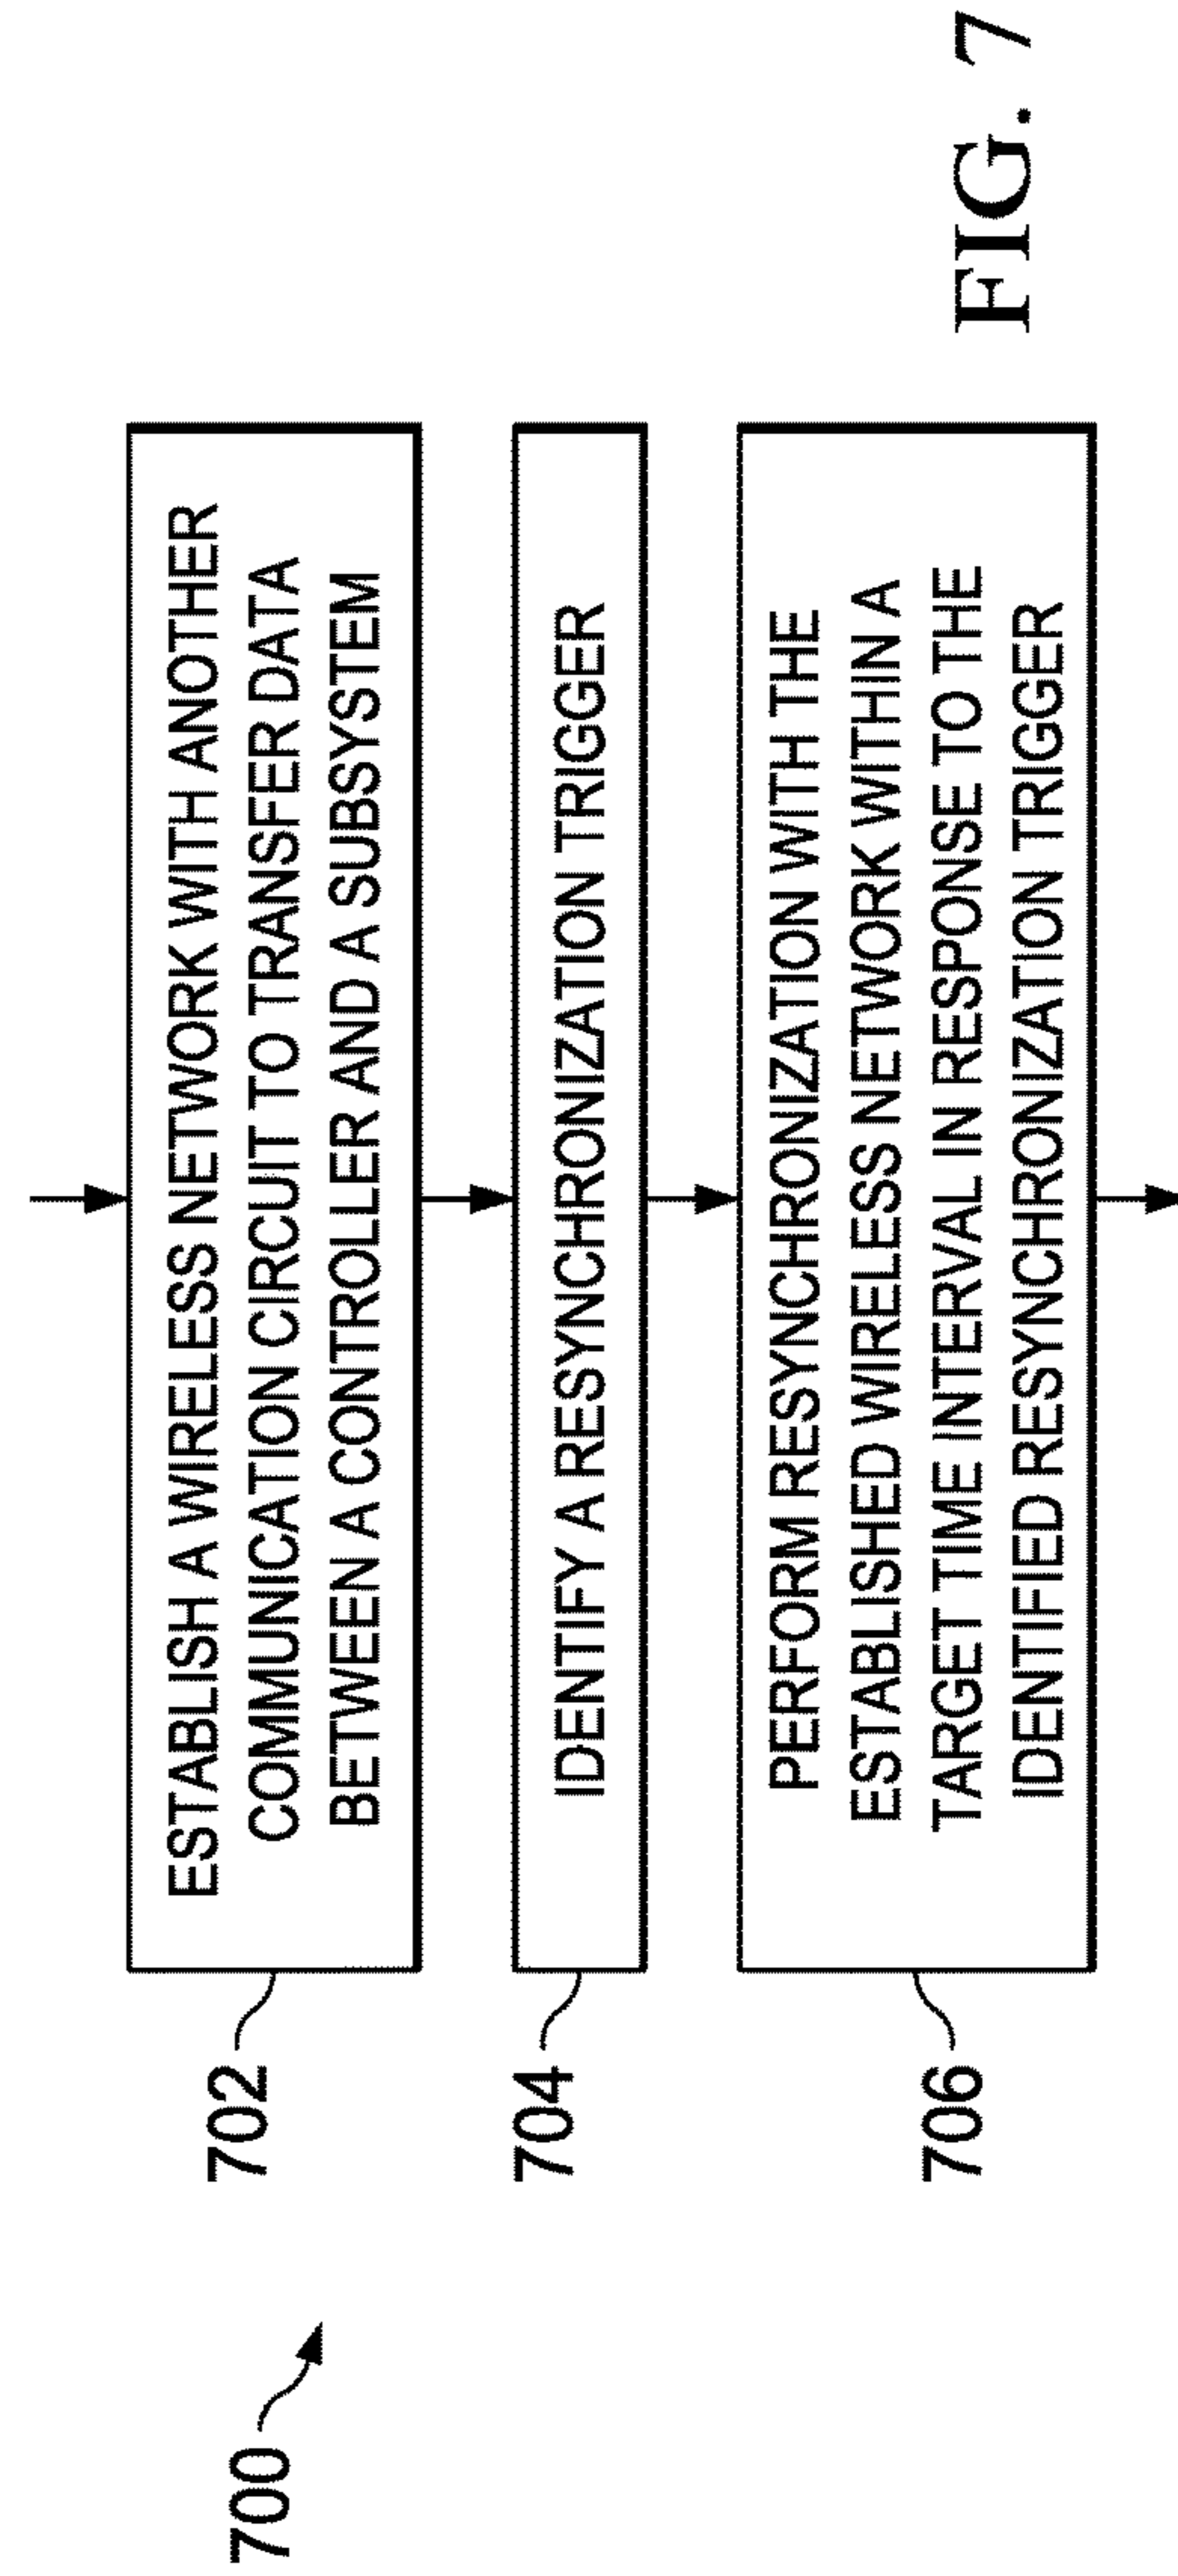 700
702
ESTABLISH A WIRELESS NETWORK WITH ANOTHER
COMMUNICATION CIRCUIT TO TRANSFER DATA
BETWEEN A CONTROLLER AND A SUBSYSTEM
704
IDENTIFY A RESYNCHRONIZATION TRIGGER
706
PERFORM RESYNCHRONIZATION WITH THE
ESTABLISHED WIRELESS NETWORK WITHIN A
TARGET TIME INTERVAL IN RESPONSE TO THE
IDENTIFIED RESYNCHRONIZATION TRIGGER
FIG. 7